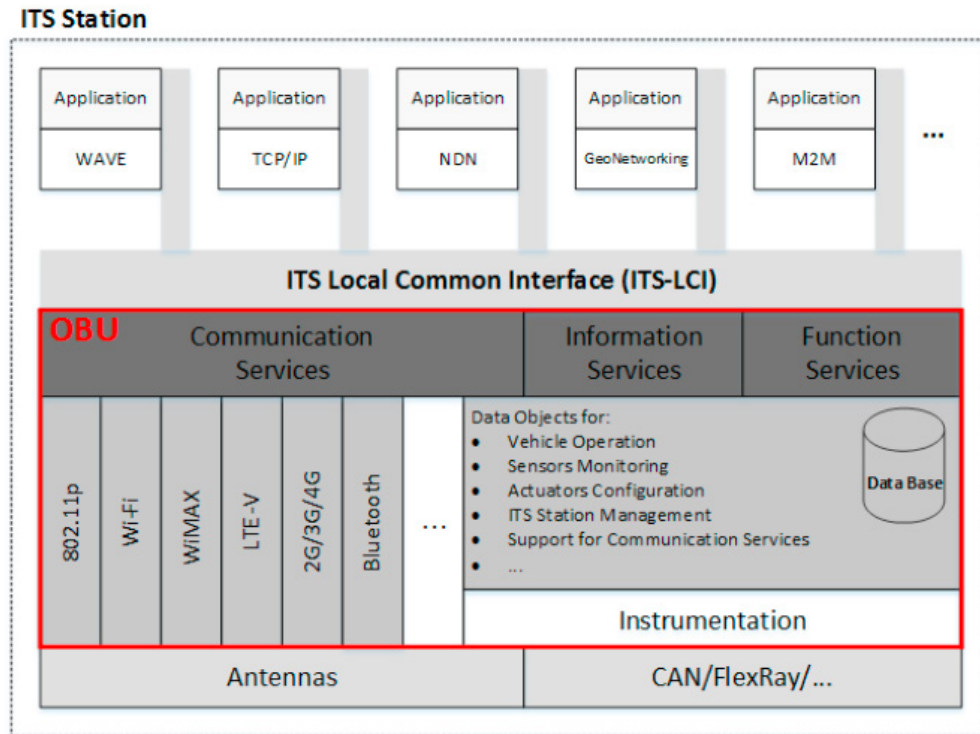 ITS Station
Application
WAVE
Application
TCP/IP
Application
NDN
Application
GeoNetworking
Application
M2M
...
ITS Local Common Interface (ITS-LCI)
OBU
Communication
Services
Information
Services
Function
Services
802.11p
Wi-Fi
WiMAX
LTE-V
2G/3G/4G
Bluetooth
...
Data Objects for:
• Vehicle Operation
• Sensors Monitoring
• Actuators Configuration
• ITS Station Management
• Support for Communication Services
• ...
Data Base
Instrumentation
Antennas
CAN/FlexRay/...